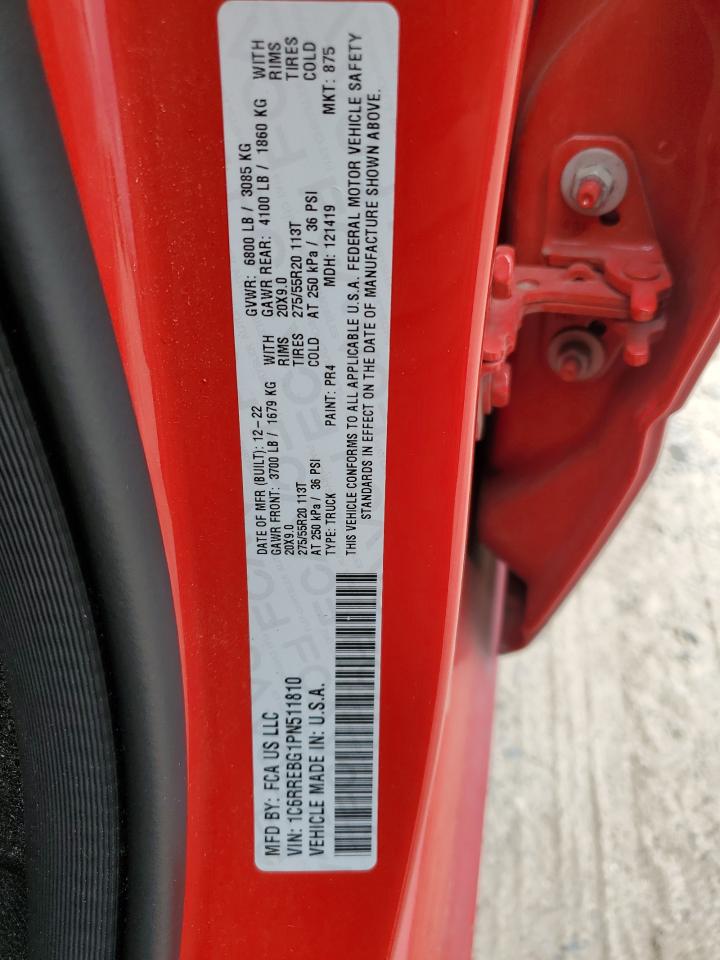 MFD BY: FCA US LLC
VIN: 1C6RREBG1PN511810
VEHICLE MADE IN: U.S.A.
DATE OF MFR (BUILT): 12-22 GVWR: 6800 LB / 3085 KG
GAWR FRONT: 3700 LB / 1679 KG WITH GAWR REAR: 4100 LB / 1860 KG WITH
20X9.0 RIMS 20X9.0 RIMS
275/55R20 113T TIRES 275/55R20 113T TIRES
AT 250 kPa / 36 PSI COLD AT 250 kPa / 36 PSI COLD
TYPE: TRUCK PAINT: PR4 MDH: 121419 MKT: 875
THIS VEHICLE CONFORMS TO ALL APPLICABLE U.S.A. FEDERAL MOTOR VEHICLE SAFETY
STANDARDS IN EFFECT ON THE DATE OF MANUFACTURE SHOWN ABOVE.